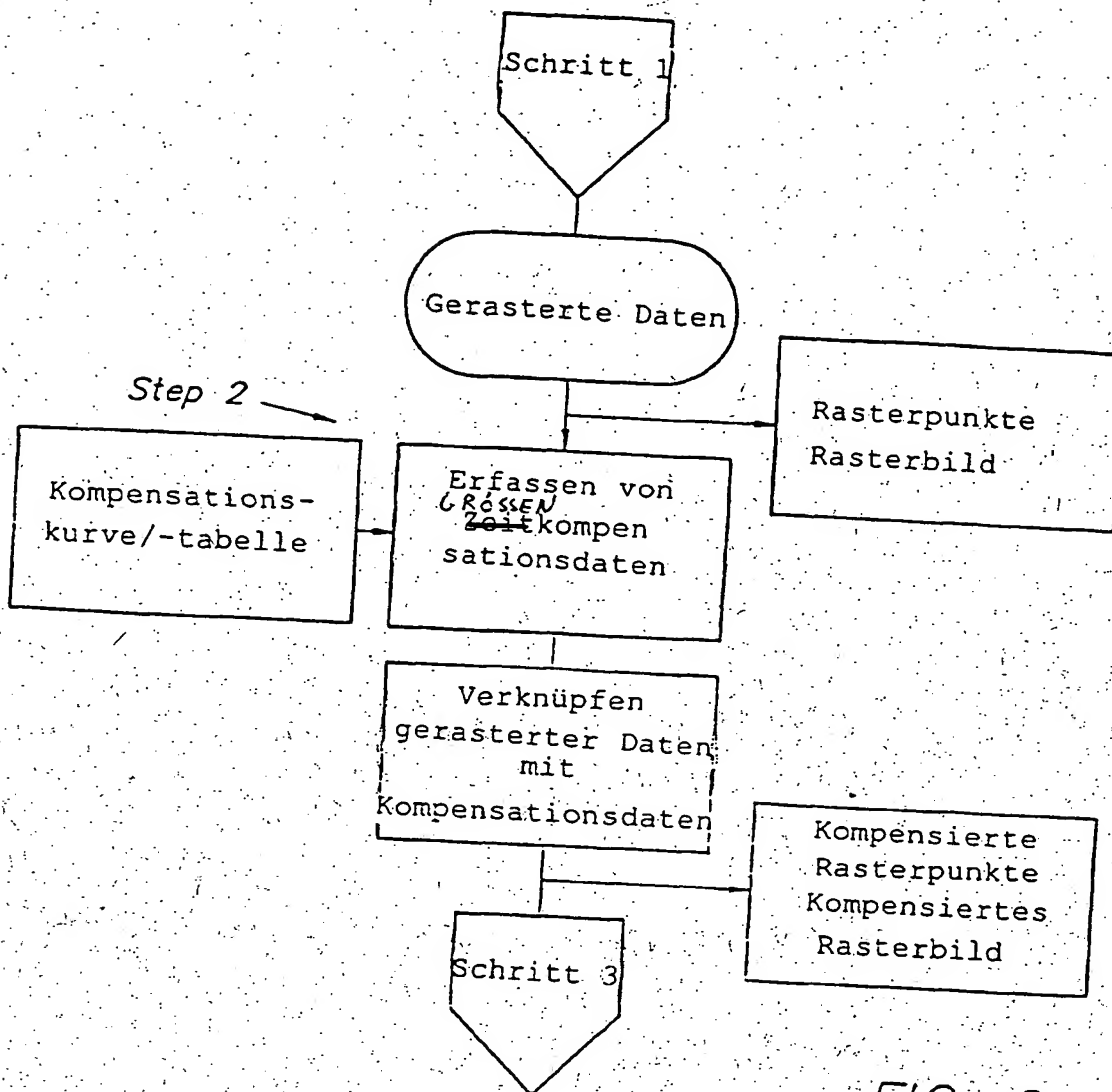 Schritt 1
Gerasterte Daten
Step 2
Rasterpunkte
Rasterbild
Kompensations-
kurve/-tabelle
Erfassen von
GRÖSSEN
Zeitkompen
sationsdaten
Verknüpfen
gerasterter Daten
mit
Kompensationsdaten
Kompensierte
Rasterpunkte
Kompensiertes
Rasterbild
Schritt 3